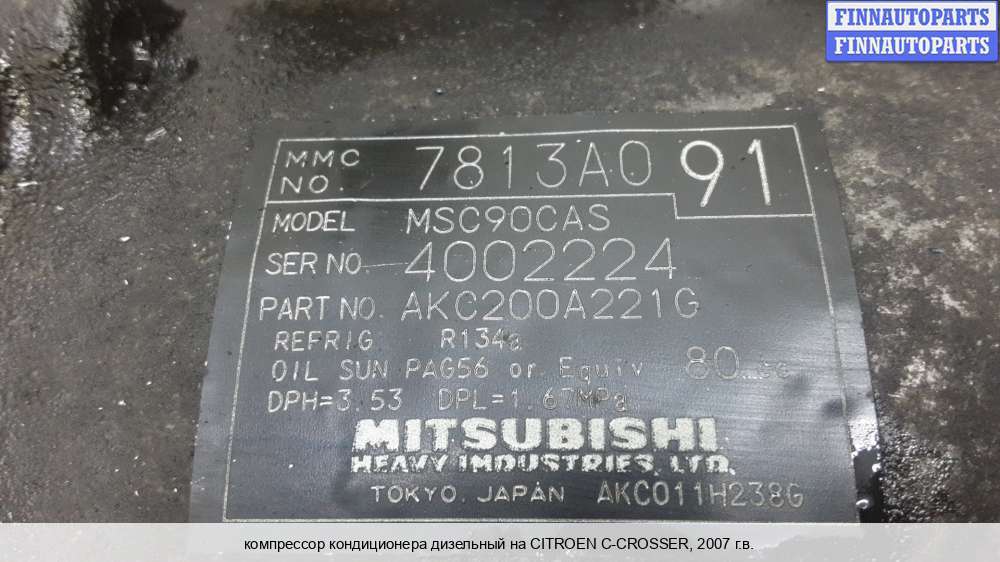 FINNAUTOPARTS
FINNAUTOPARTS
MMC NO. 7813A0 91
MODEL MSC90CAS
SER NO. 4002224
PART NO. AKC200A221G
REFRIG R134a
OIL SUN PAG56 or Equiv 80
DPH=3.53 DPL=1.67MPa
MITSUBISHI
HEAVY INDUSTRIES, LTD.
TOKYO, JAPAN AKC011H238G
компрессор кондиционера дизельный на CITROEN C-CROSSER, 2007 г.в.